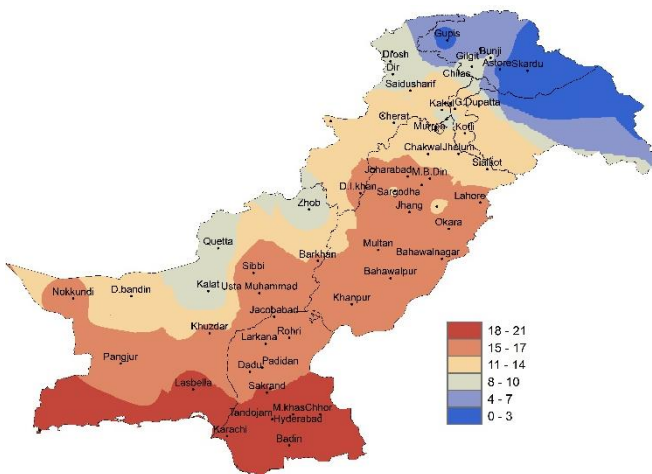 Gupis
Drosh
Gilgit
Bunji
Dir
Astore
Skardu
Chilas
Saidusharif
Kakul
G.Dupatta
Cherat
Murree
Kotli
Chakwal
Jhelum
Sialkot
Joharabad
M.B.Din
D.I.khan
Sargodha
Lahore
Zhob
Jhang
Okara
Quetta
Multan
Barkhan
Bahawalnagar
Sibbi
Bahawalpur
Nokkundi
D.bandin
Kalat
Usta Muhammad
Khanpur
Jacobabad
Khuzdar
Rohri
Larkana
Pangjur
Padidan
Dadu
Lasbella
Sakrand
Tandojam
M.khas
Chhor
Hyderabad
Karachi
Badin
18 - 21
15 - 17
11 - 14
8 - 10
4 - 7
0 - 3